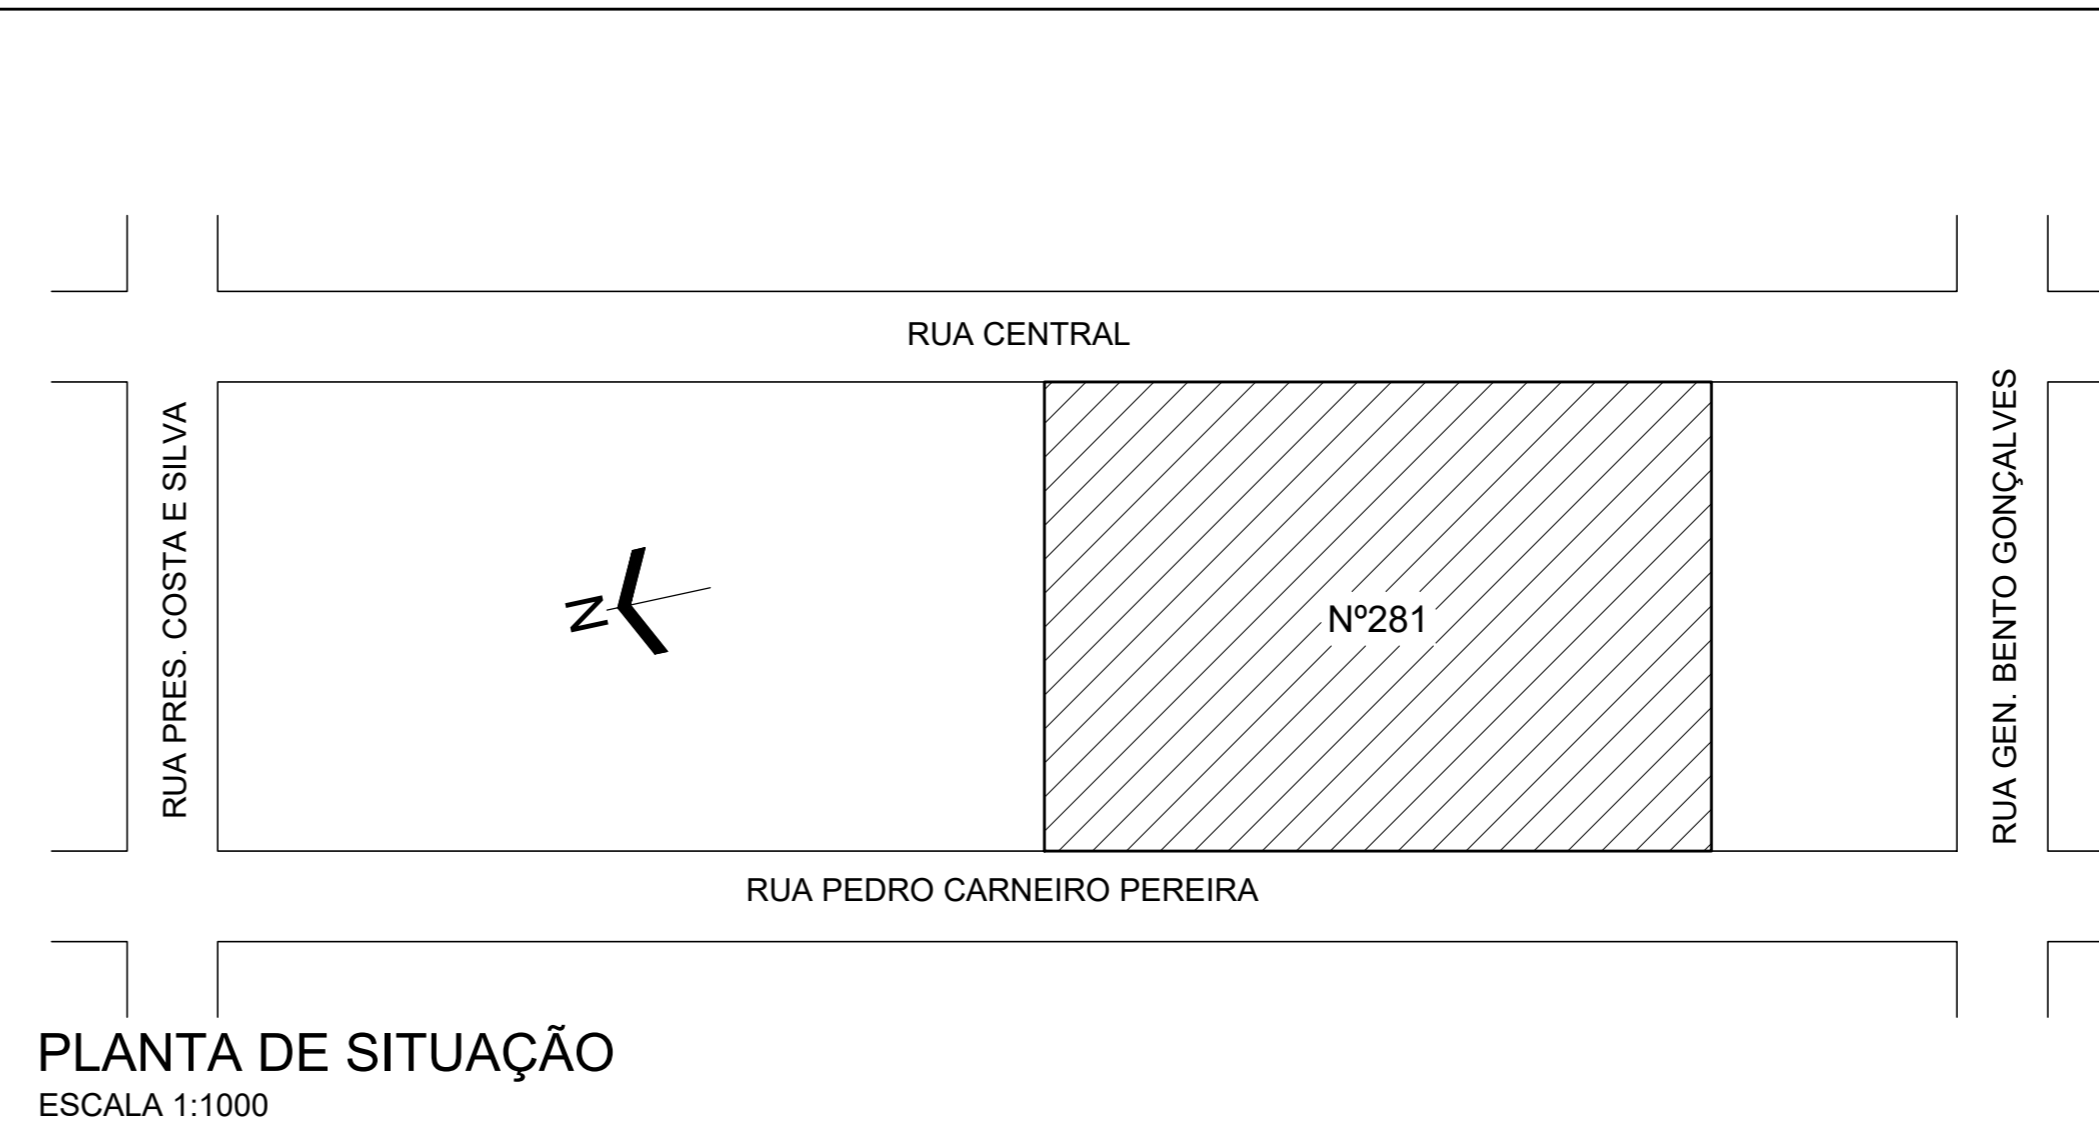 RUA CENTRAL
RUA PRES. COSTA E SILVA
RUA GEN. BENTO GONÇALVES
N
Nº281
RUA PEDRO CARNEIRO PEREIRA
PLANTA DE SITUAÇÃO
ESCALA 1:1000